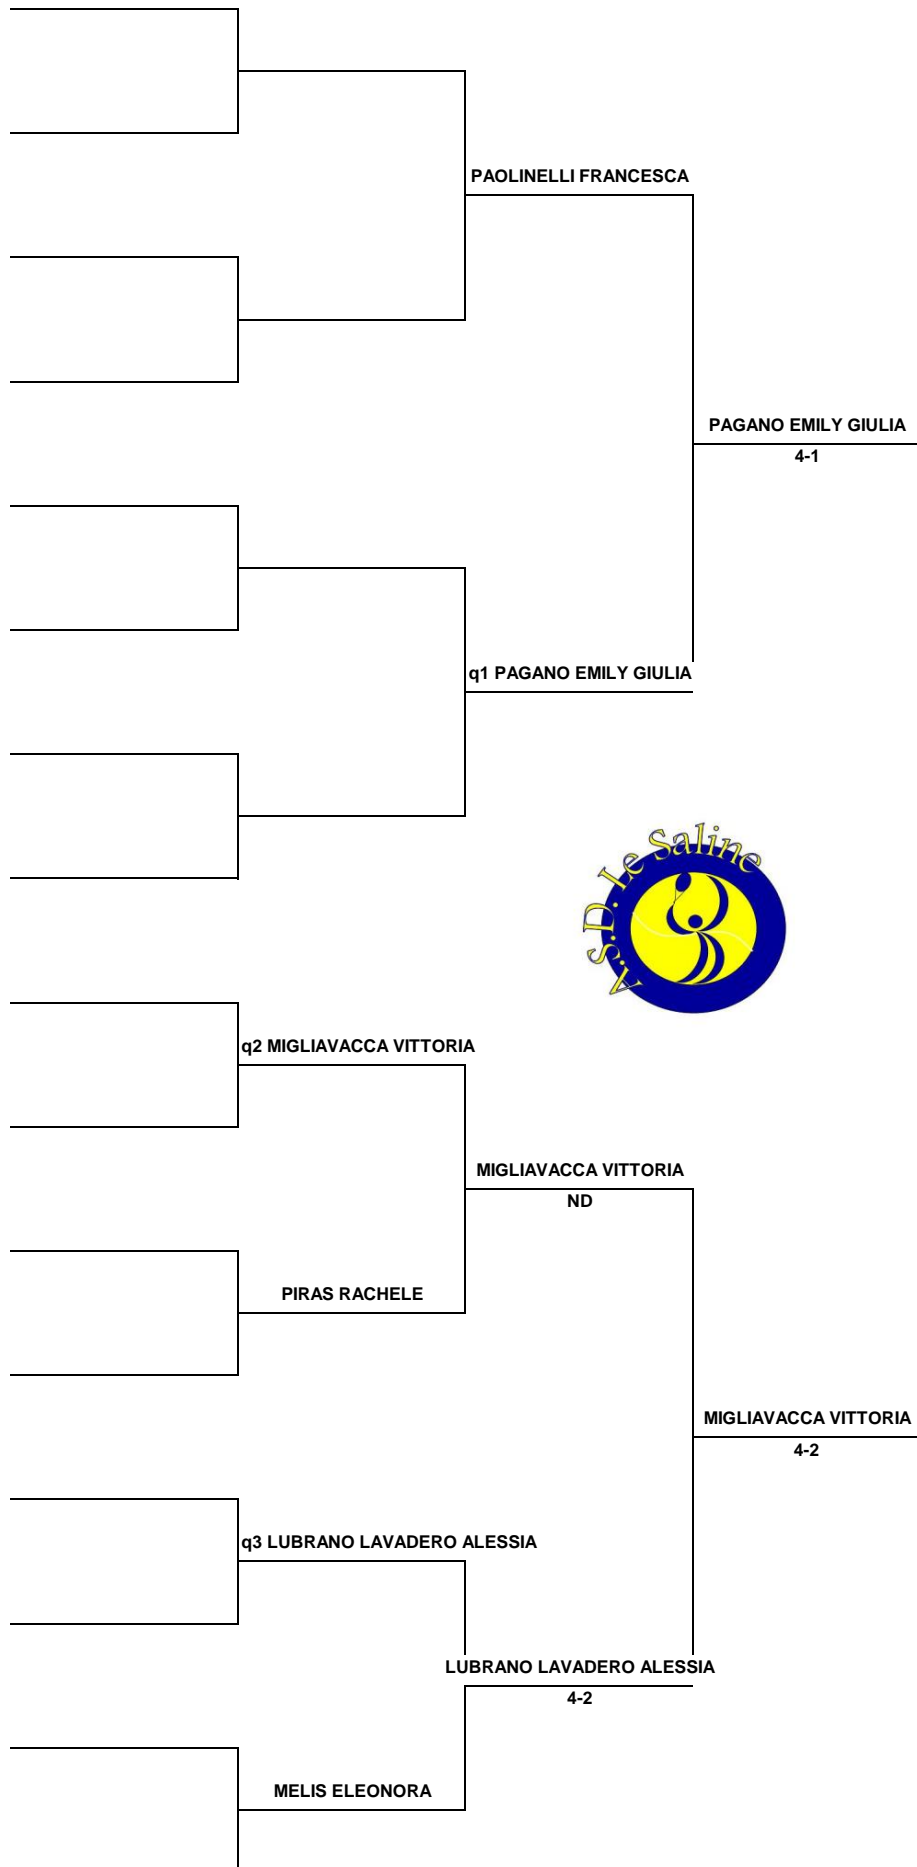 PAOLINELLI FRANCESCA
PAGANO EMILY GIULIA
4-1
q1 PAGANO EMILY GIULIA
A.S.D. Le Saline
q2 MIGLIAVACCA VITTORIA
MIGLIAVACCA VITTORIA
ND
PIRAS RACHELE
MIGLIAVACCA VITTORIA
4-2
q3 LUBRANO LAVADERO ALESSIA
LUBRANO LAVADERO ALESSIA
4-2
MELIS ELEONORA